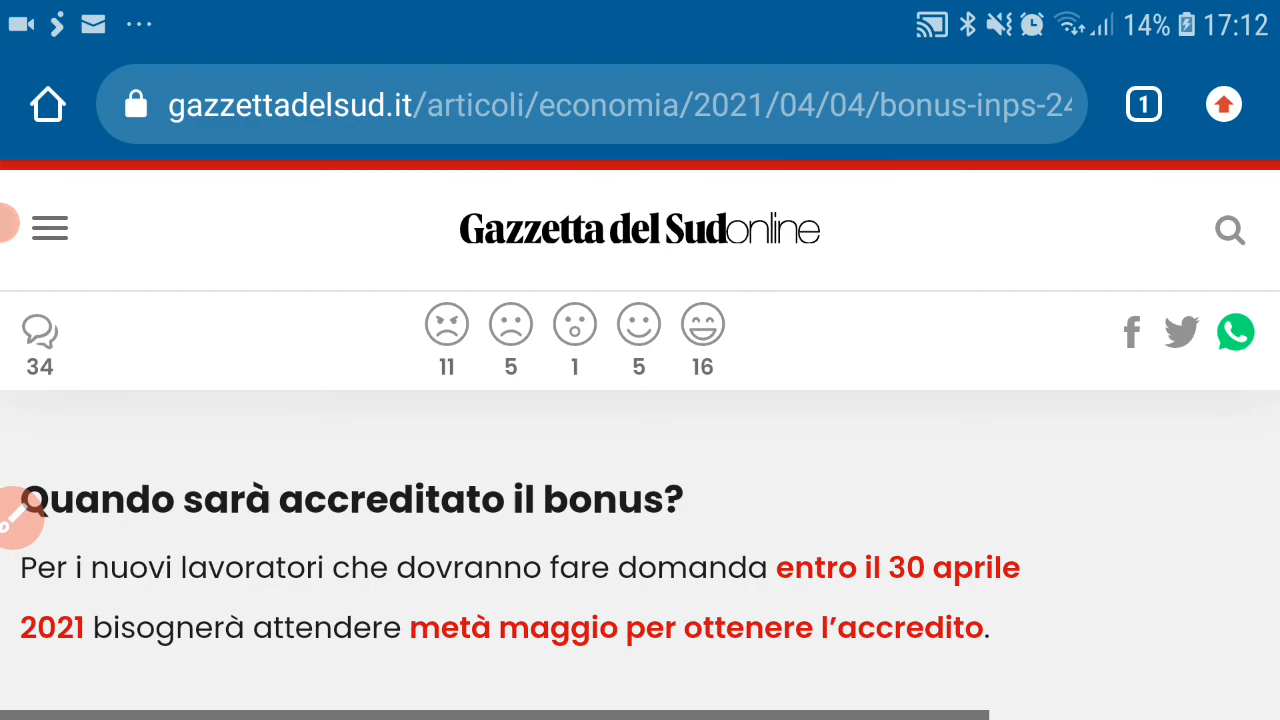 14% 17:12
gazzettadelsud.it/articoli/economia/2021/04/04/bonus-inps-24
1
Gazzetta del Sudonline
34
11 5 1 5 16
Quando sarà accreditato il bonus?
Per i nuovi lavoratori che dovranno fare domanda entro il 30 aprile
2021 bisognerà attendere metà maggio per ottenere l’accredito.